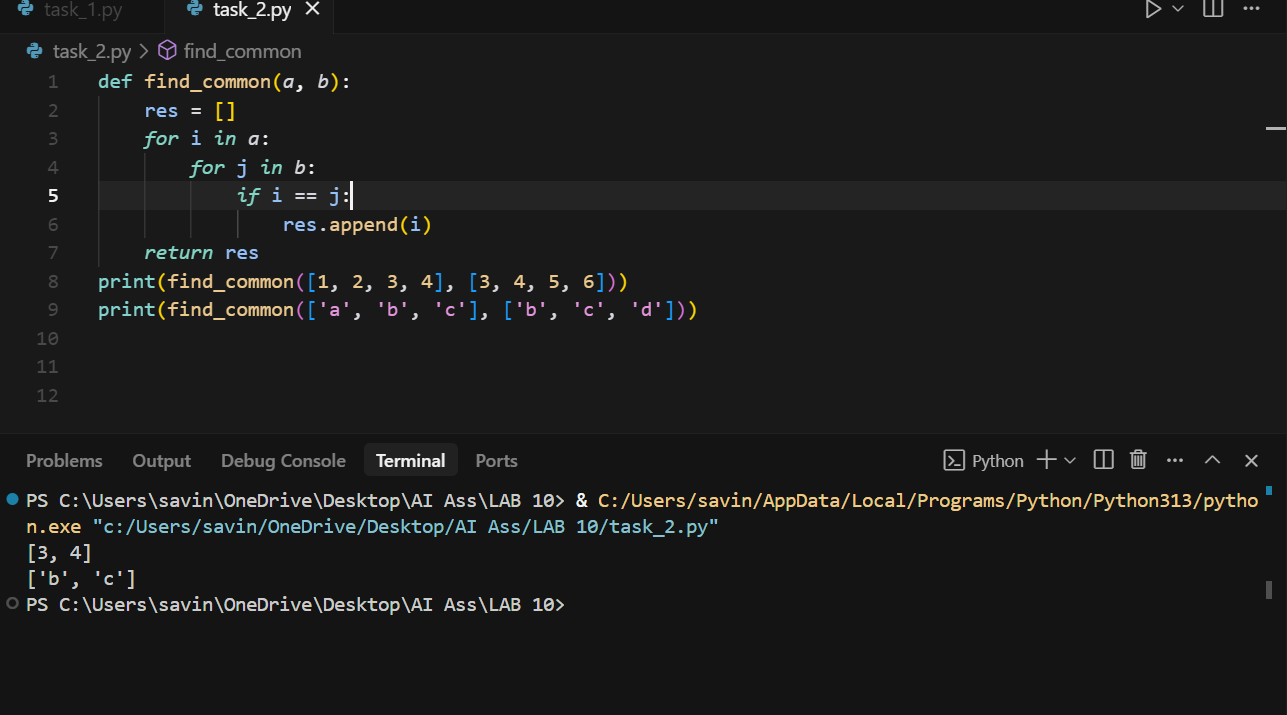 task_1.py task_2.py
task_2.py > find_common
1 def find_common(a, b):
2     res = []
3     for i in a:
4         for j in b:
5             if i == j:
6                 res.append(i)
7     return res
8 print(find_common([1, 2, 3, 4], [3, 4, 5, 6]))
9 print(find_common(['a', 'b', 'c'], ['b', 'c', 'd']))
10
11
12
Problems Output Debug Console Terminal Ports Python
PS C:\Users\savin\OneDrive\Desktop\AI Ass\LAB 10> & C:/Users/savin/AppData/Local/Programs/Python/Python313/pytho
n.exe "c:/Users/savin/OneDrive/Desktop/AI Ass/LAB 10/task_2.py"
[3, 4]
['b', 'c']
PS C:\Users\savin\OneDrive\Desktop\AI Ass\LAB 10>